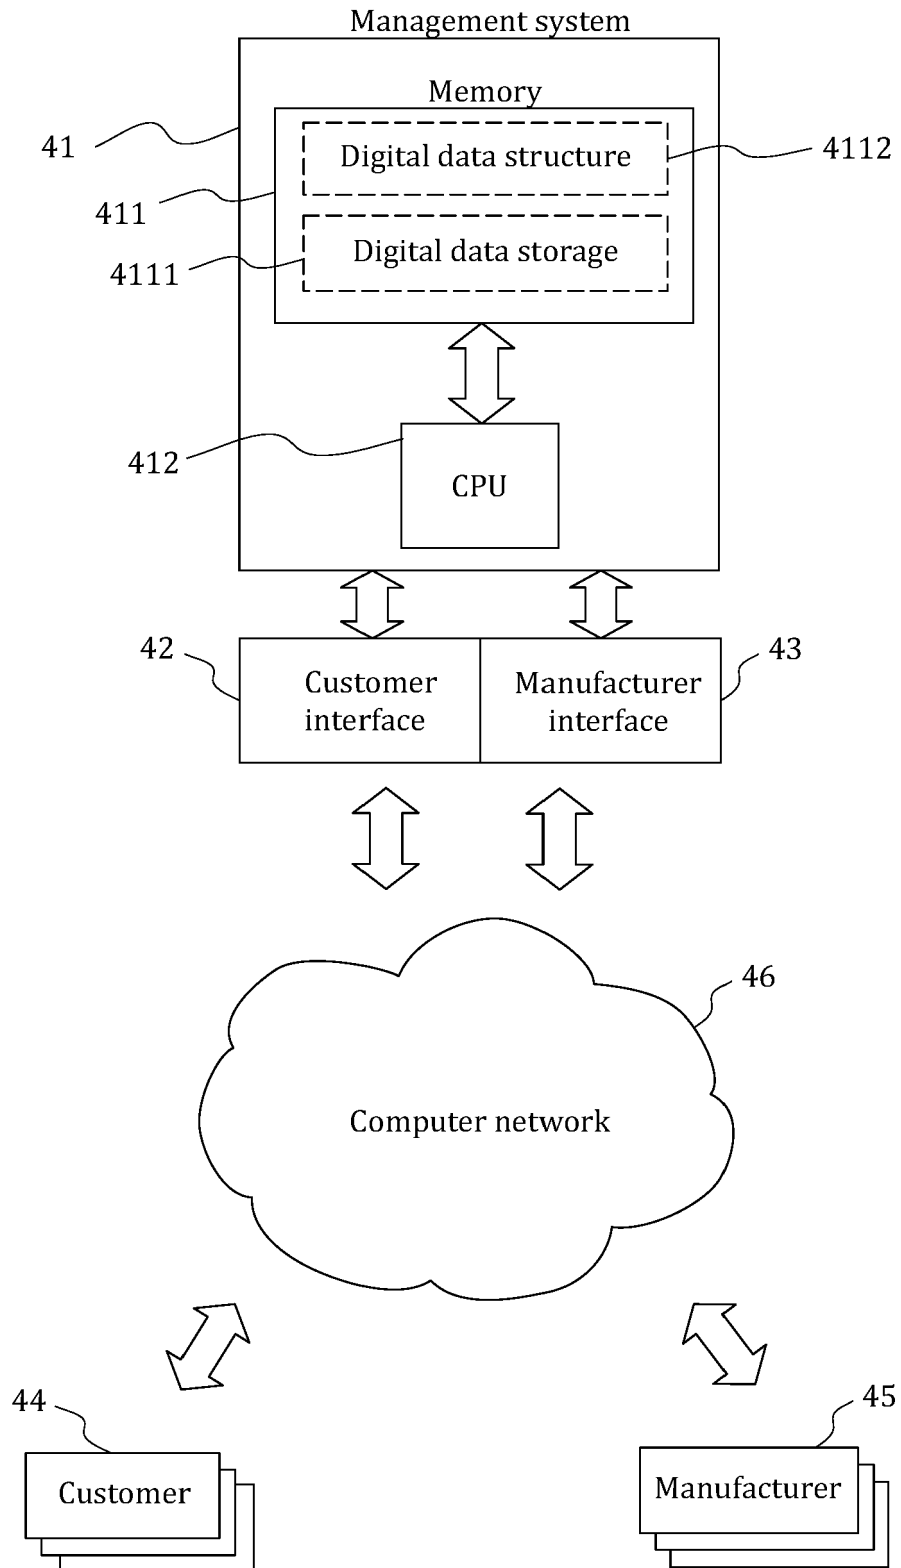 Management system
Memory
41
Digital data structure
4112
411
Digital data storage
4111
412
CPU
42
43
Customer
interface
Manufacturer
interface
46
Computer network
44
45
Customer
Manufacturer